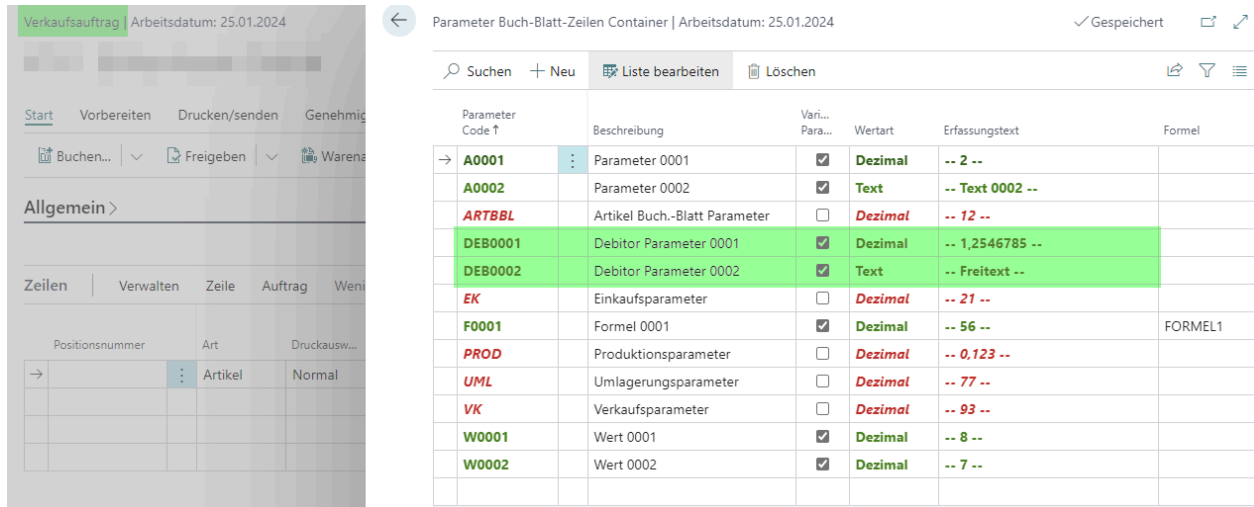 Verkaufsauftrag | Arbeitsdatum: 25.01.2024
Start Vorbereiten Drucken/senden
Buchen... Freigeben
Allgemein
Zeilen Verwalten Zeile Auftrag
Positionsnummer Art Druckausw...
Artikel Normal
Parameter Buch-Blatt-Zeilen Container | Arbeitsdatum: 25.01.2024 Gespeichert
Suchen Neu Liste bearbeiten Löschen
Parameter Code Beschreibung Vari... Para... Wertart Erfassungstext Formel
A0001 Parameter 0001 Dezimal -- 2 --
A0002 Parameter 0002 Text -- Text 0002 --
ARTBBL Artikel Buch.-Blatt Parameter Dezimal -- 12 --
DEB0001 Debitor Parameter 0001 Dezimal -- 1,2546785 --
DEB0002 Debitor Parameter 0002 Text -- Freitext --
EK Einkaufsparameter Dezimal -- 21 --
F0001 Formel 0001 Dezimal -- 56 -- FORMEL1
PROD Produktionsparameter Dezimal -- 0,123 --
UML Umlagerungsparameter Dezimal -- 77 --
VK Verkaufsparameter Dezimal -- 93 --
W0001 Wert 0001 Dezimal -- 8 --
W0002 Wert 0002 Dezimal -- 7 --